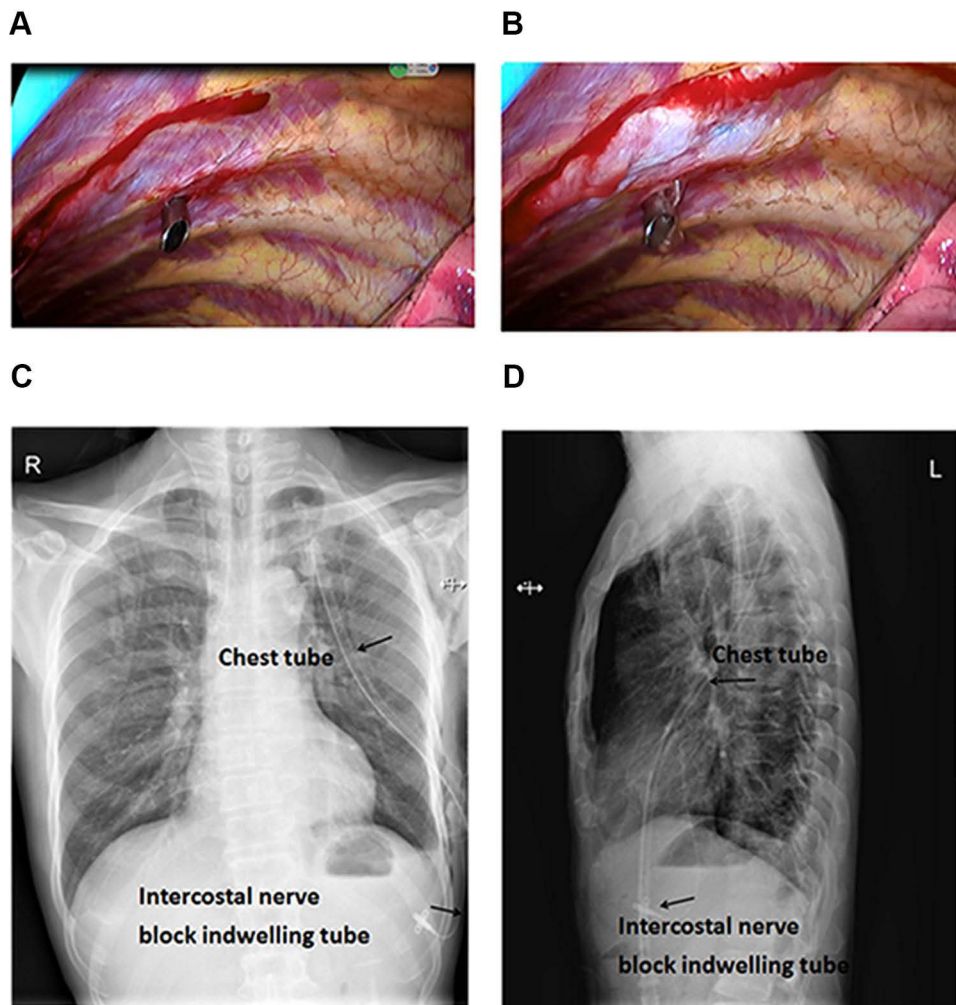 A
B
C
D
R
L
Chest tube
Chest tube
Intercostal nerve
block indwelling tube
Intercostal nerve
block indwelling tube